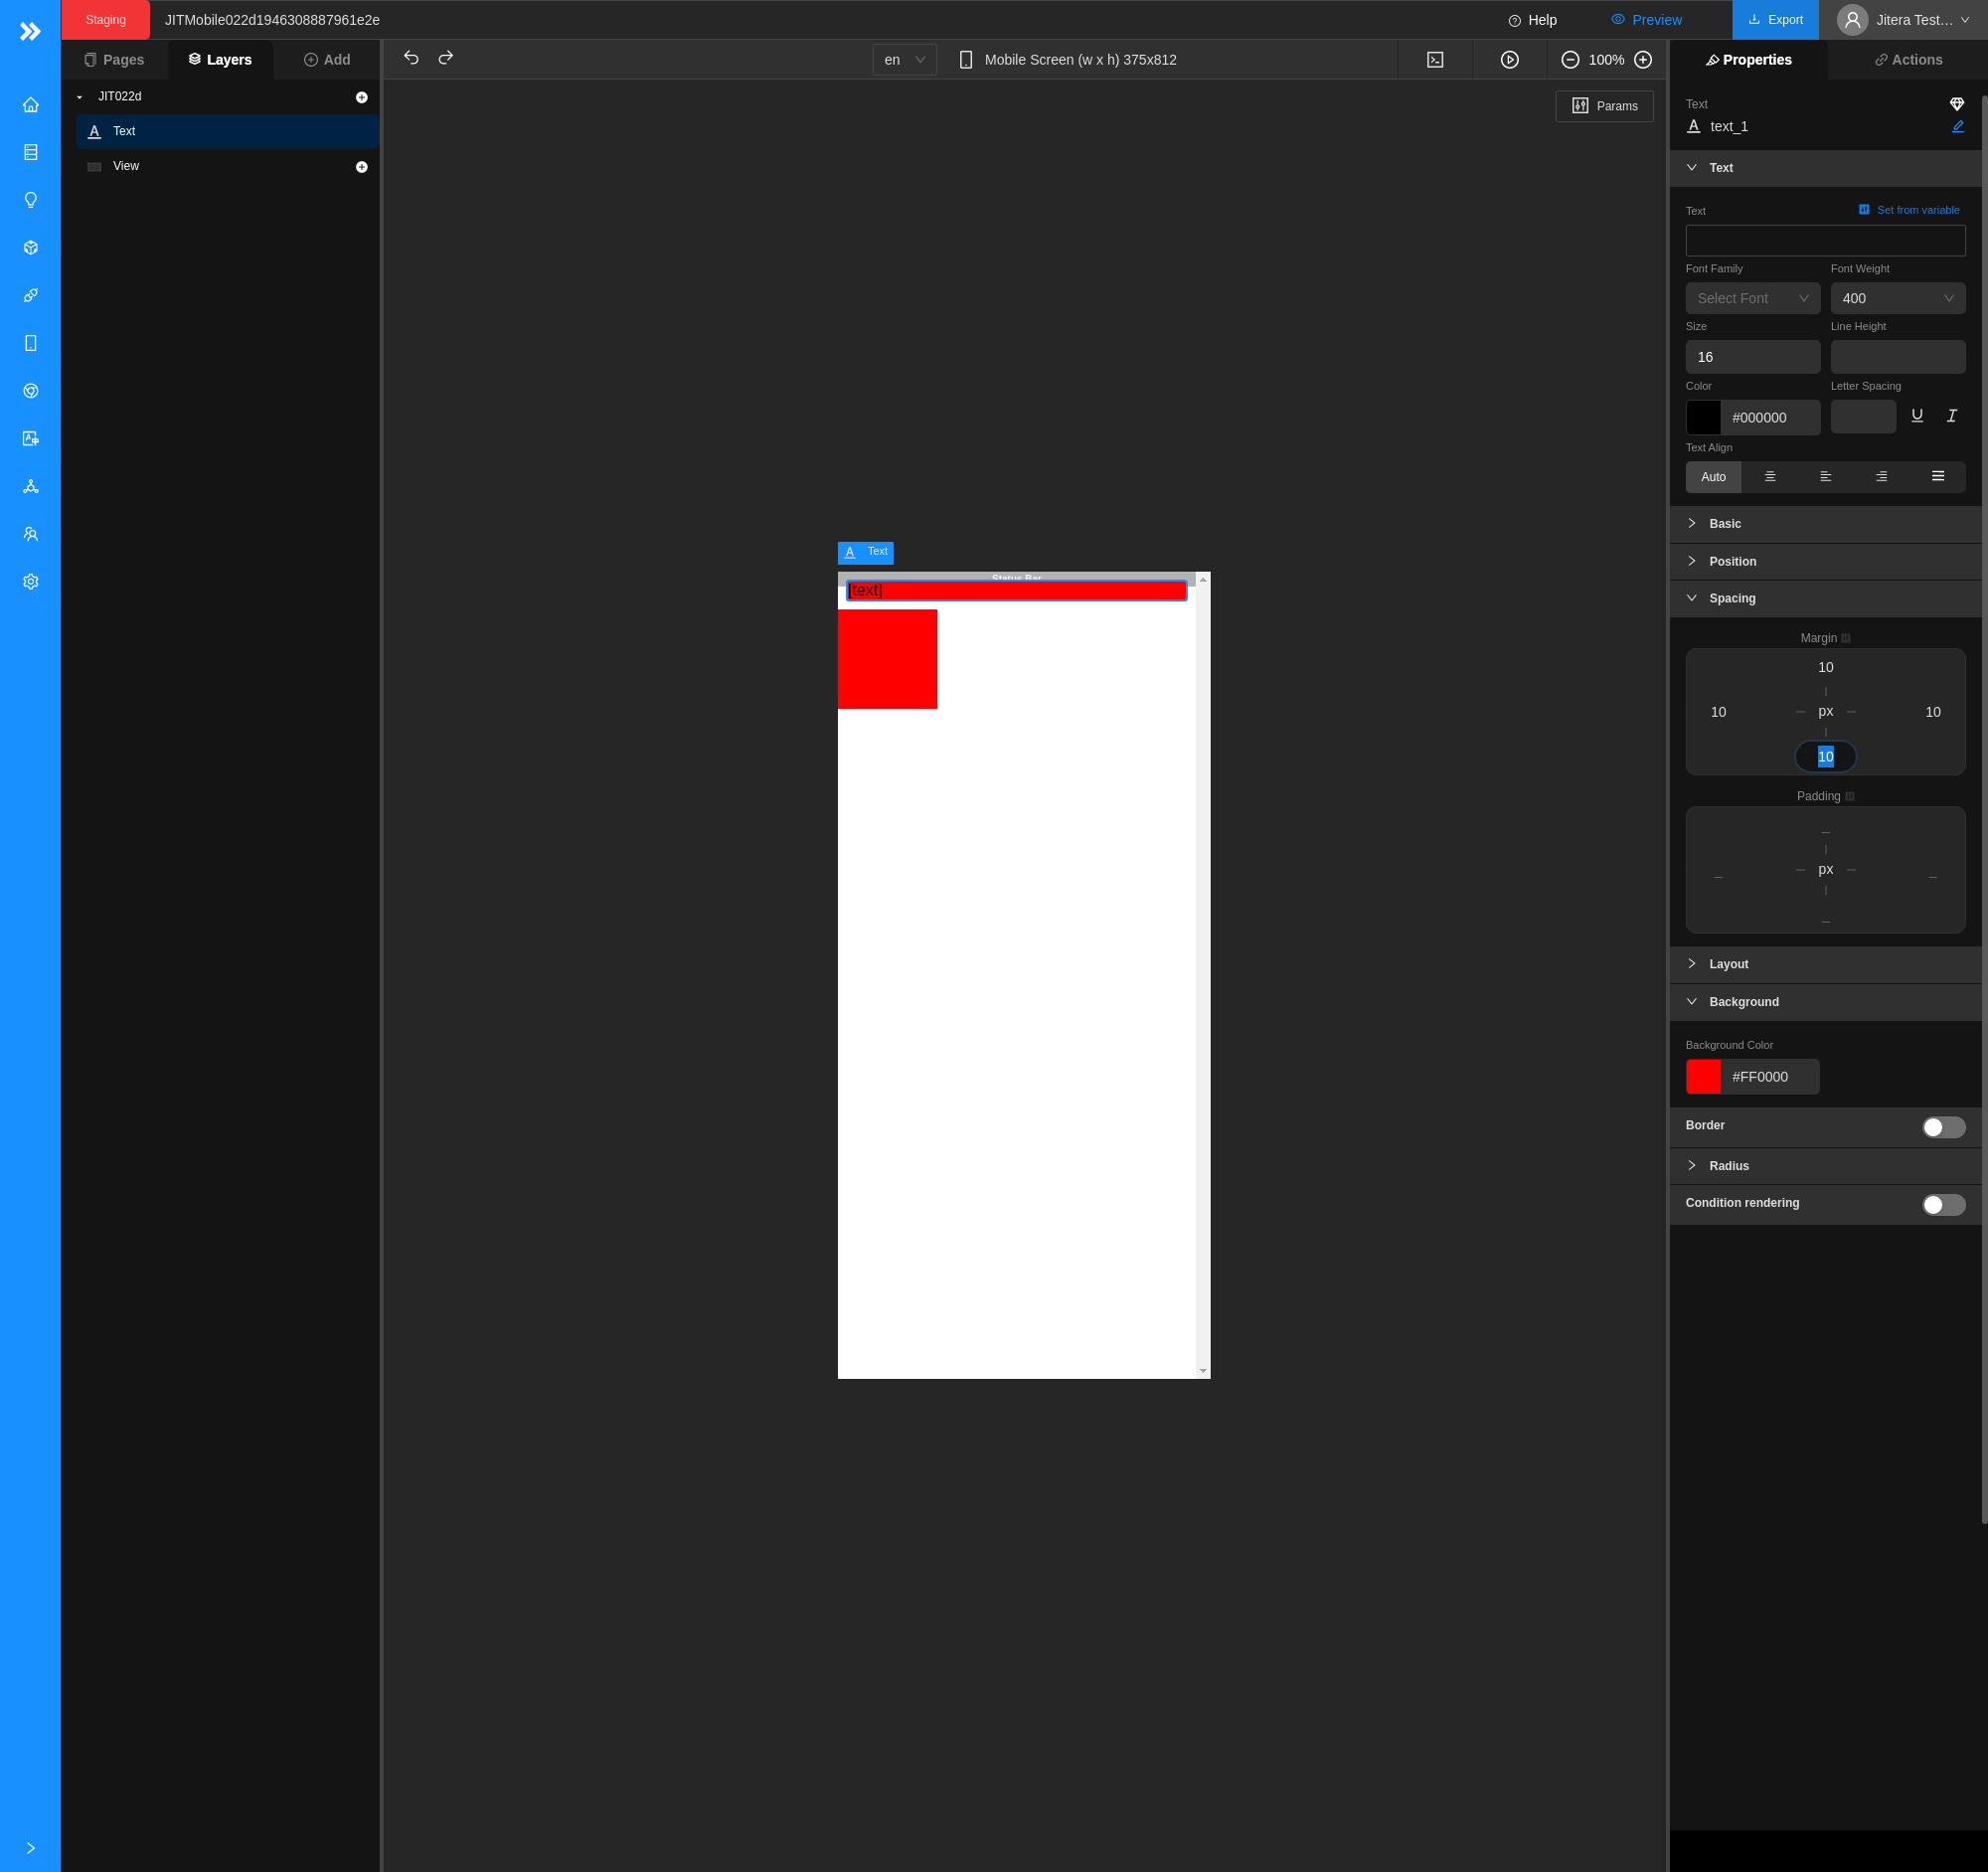 Staging
JITMobile022d1946308887961e2e
Help
Preview
Export
Jitera Test...
Pages
Layers
Add
en
Mobile Screen (w x h) 375x812
100%
Properties
Actions
JIT022d
Text
View
Params
Text
text_1
Text
Text
Set from variable
Font Family
Font Weight
Select Font
400
Size
Line Height
16
Color
Letter Spacing
#000000
Text Align
Auto
Basic
Position
Spacing
Margin
10
10
px
10
10
Padding
px
Layout
Background
Background Color
#FF0000
Border
Radius
Condition rendering
Text
Status Bar
[text]